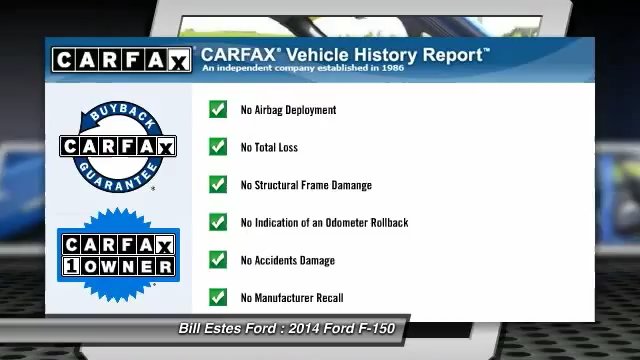 CARFAX
CARFAX® Vehicle History Report™
An independent company established in 1986
BUYBACK
CARFAX
GUARANTEE
*
CARFAX
1 OWNER
*
No Airbag Deployment
No Total Loss
No Structural Frame Damange
No Indication of an Odometer Rollback
No Accidents Damage
No Manufacturer Recall
Bill Estes Ford : 2014 Ford F-150